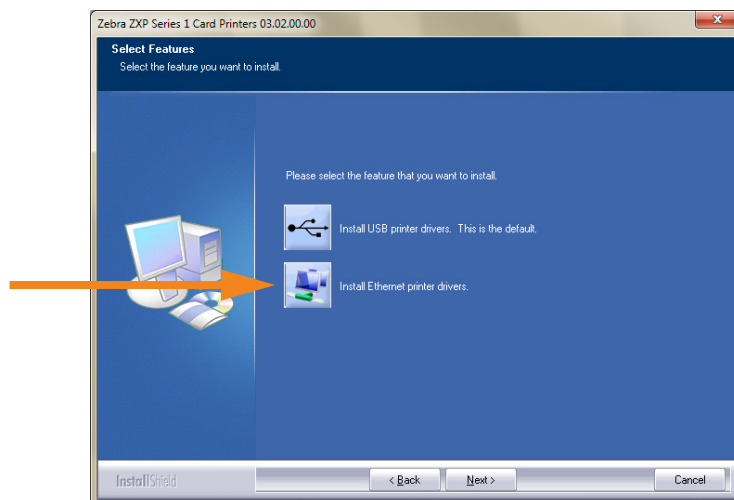 Zebra ZXP Series 1 Card Printers 03.02.00.00
Select Features
Select the feature you want to install.
Please select the feature that you want to install.
Install USB printer drivers. This is the default.
Install Ethernet printer drivers.
InstallShield
< Back
Next >
Cancel